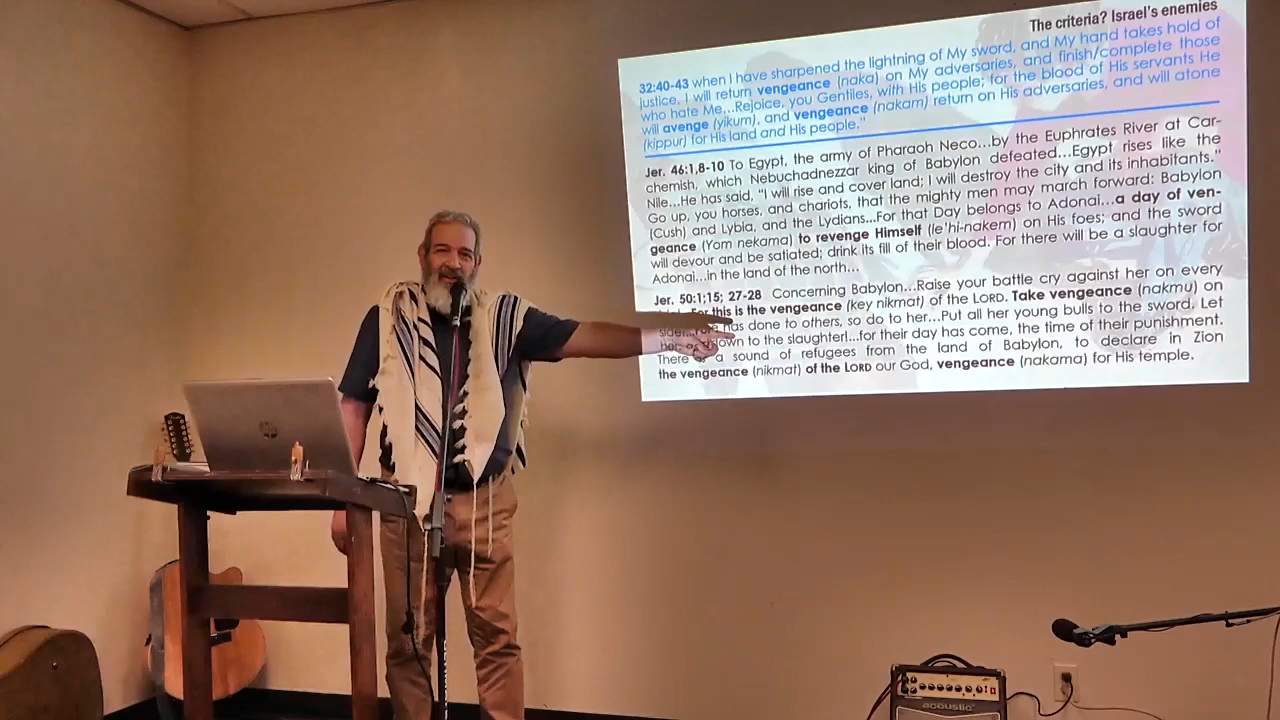 The criteria? Israel's enemies
32:40-43 when I have sharpened the lightning of My sword, and My hand takes hold of
justice, I will return vengeance (naka) on My adversaries, and finish/complete those
who hate Me...Rejoice, you Gentiles, with His people; for the blood of His servants He
will avenge (yikum), and vengeance (nakam) return on His adversaries, and will atone
(kippur) for His land and His people."
Jer. 46:1,8-10 To Egypt, the army of Pharaoh Neco...by the Euphrates River at Car-
chemish, which Nebuchadnezzar king of Babylon defeated...Egypt rises like the
Nile...He has said, "I will rise and cover land; I will destroy the city and its inhabitants."
Go up, you horses, and chariots, that the mighty men may march forward: Babylon
(Cush) and Lybia, and the Lydians...For that Day belongs to Adonai...a day of ven-
geance (Yom nekama) to revenge Himself (le'hi-nakem) on His foes; and the sword
will devour and be satiated; drink its fill of their blood. For there will be a slaughter for
Adonai...in the land of the north...
Jer. 50:1;15; 27-28 Concerning Babylon...Raise your battle cry against her on every
For this is the vengeance (key nikmat) of the LORD. Take vengeance (nakmu) on
has done to others, so do to her...Put all her young bulls to the sword. Let
down to the slaughter!...for their day has come, the time of their punishment.
There is a sound of refugees from the land of Babylon, to declare in Zion
the vengeance (nikmat) of the LORD our God, vengeance (nakama) for His temple.
hp
acoustic